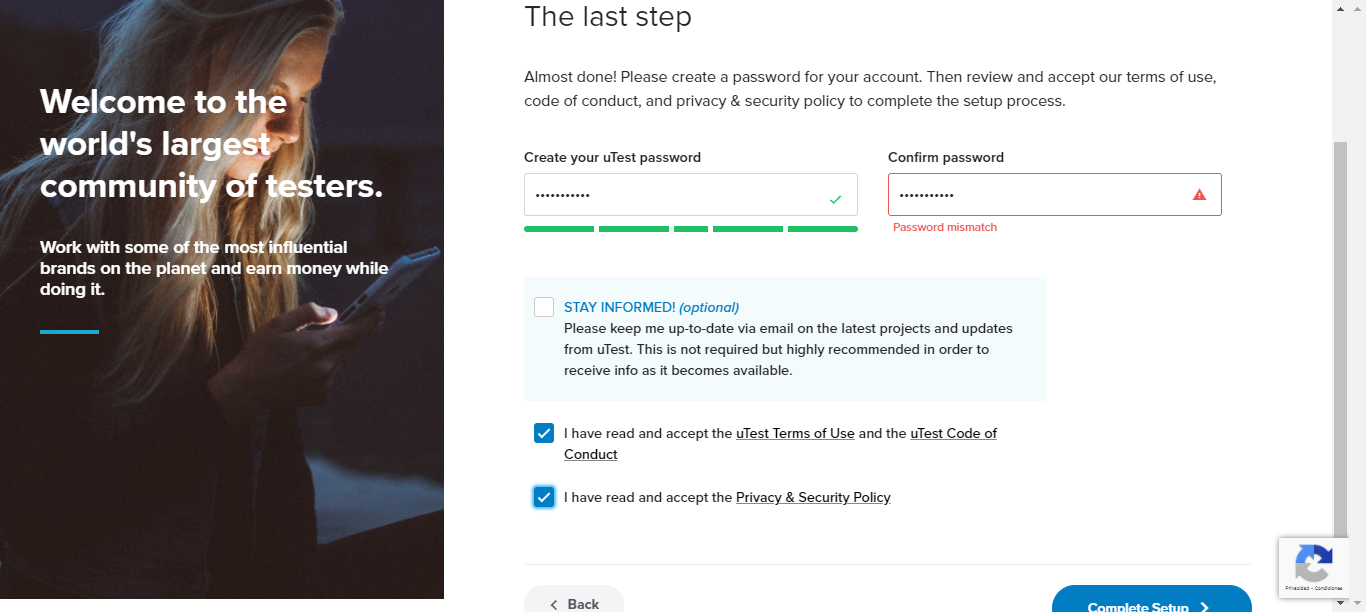 Welcome to the
world's largest
community of testers.
Work with some of the most influential
brands on the planet and earn money while
doing it.
The last step
Almost done! Please create a password for your account. Then review and accept our terms of use,
code of conduct, and privacy & security policy to complete the setup process.
Create your uTest password
Confirm password
•••••••••••
•••••••••••
Password mismatch
STAY INFORMED! (optional)
Please keep me up-to-date via email on the latest projects and updates
from uTest. This is not required but highly recommended in order to
receive info as it becomes available.
I have read and accept the uTest Terms of Use and the uTest Code of
Conduct
I have read and accept the Privacy & Security Policy
Back
Complete Setup
Privacidad - Condiciones